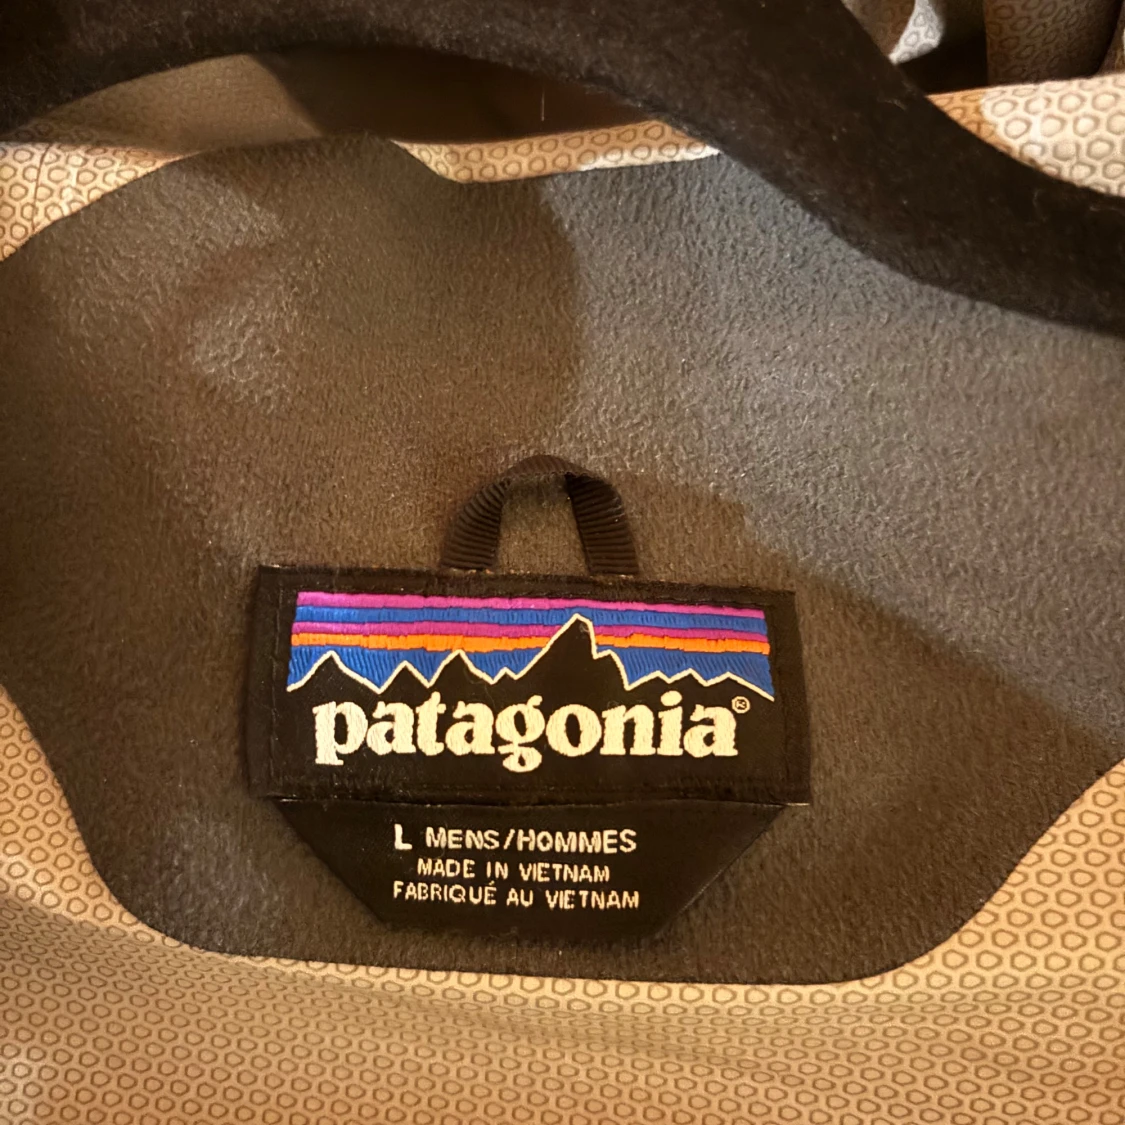 patagonia®
L MENS/HOMMES
MADE IN VIETNAM
FABRIQUÉ AU VIETNAM